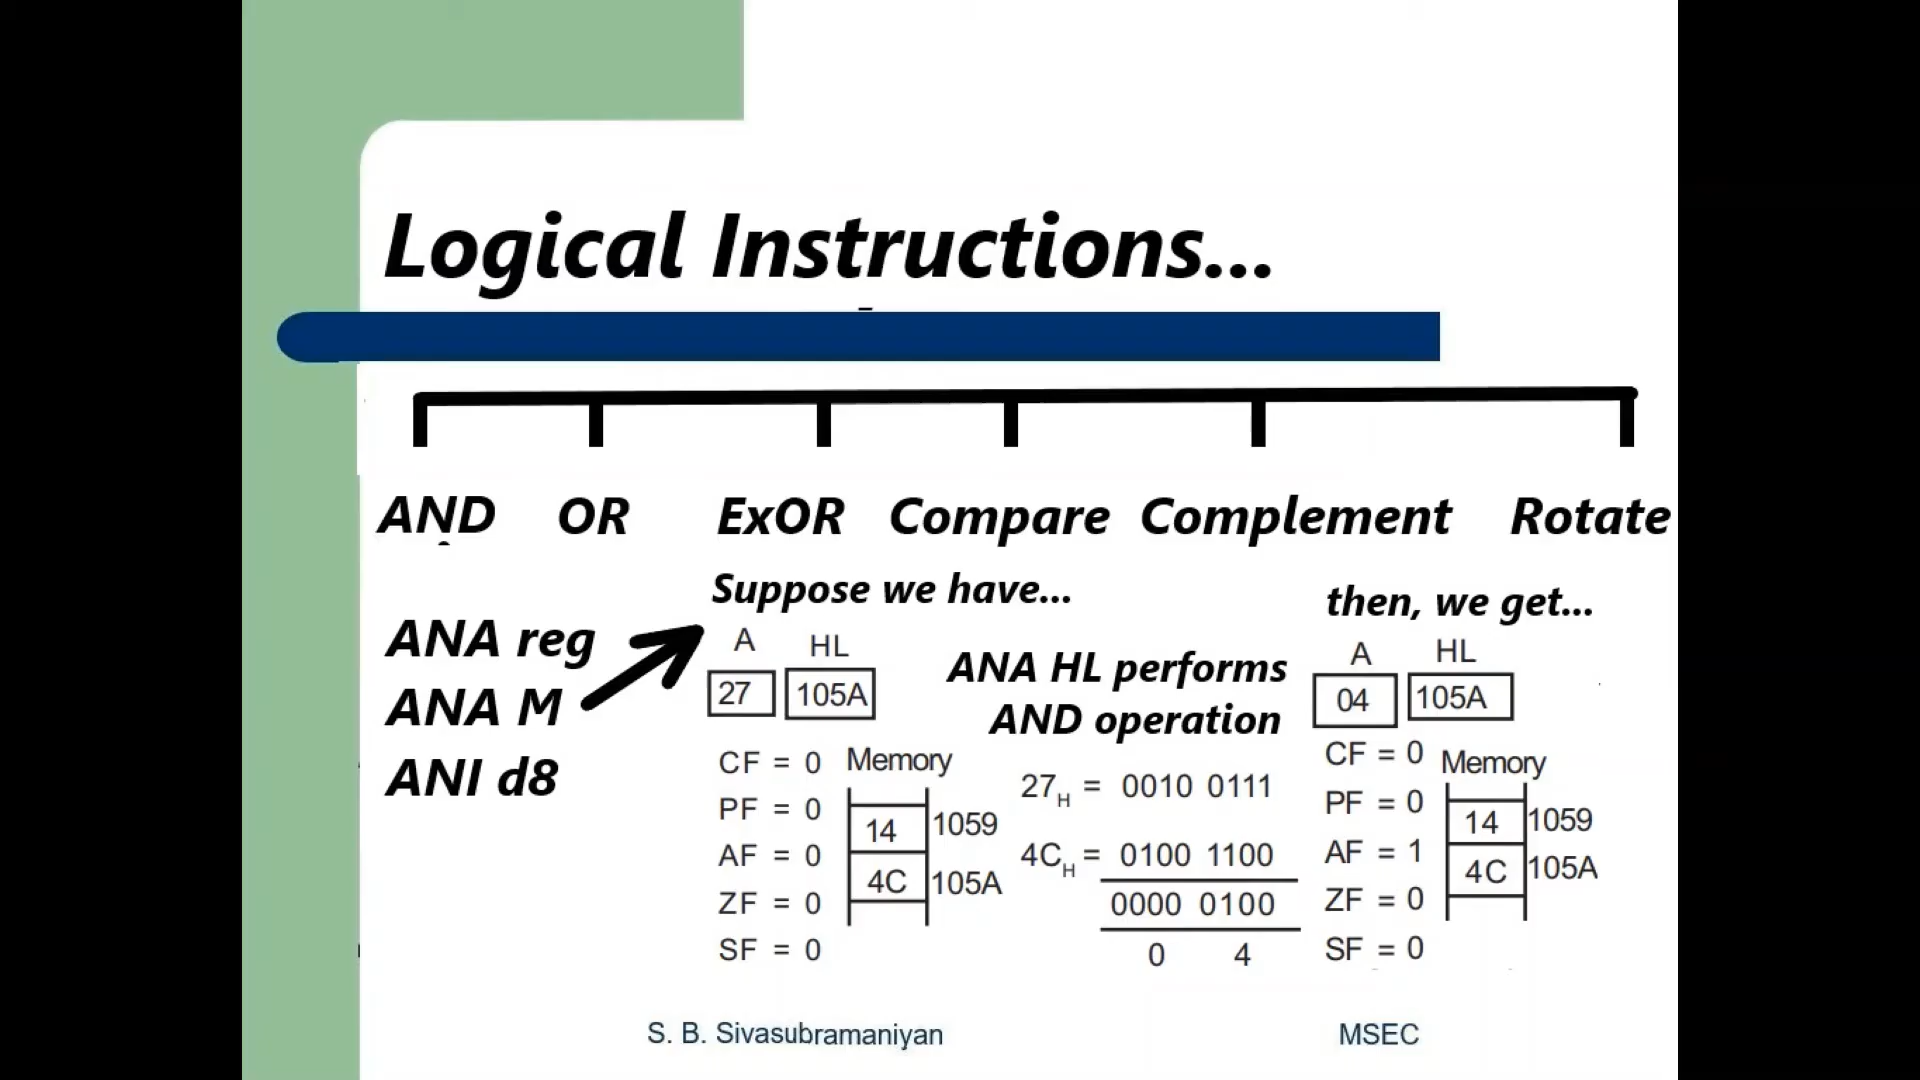 Logical Instructions...
AND OR ExOR Compare Complement Rotate
ANA reg
ANA M
ANI d8
Suppose we have...
A HL
27 105A
CF = 0
PF = 0
AF = 0
ZF = 0
SF = 0
Memory
14 1059
4C 105A
ANA HL performs
AND operation
27H = 0010 0111
4CH = 0100 1100
0000 0100
0 4
then, we get...
A HL
04 105A
CF = 0
PF = 0
AF = 1
ZF = 0
SF = 0
Memory
14 1059
4C 105A
S. B. Sivasubramaniyan MSEC